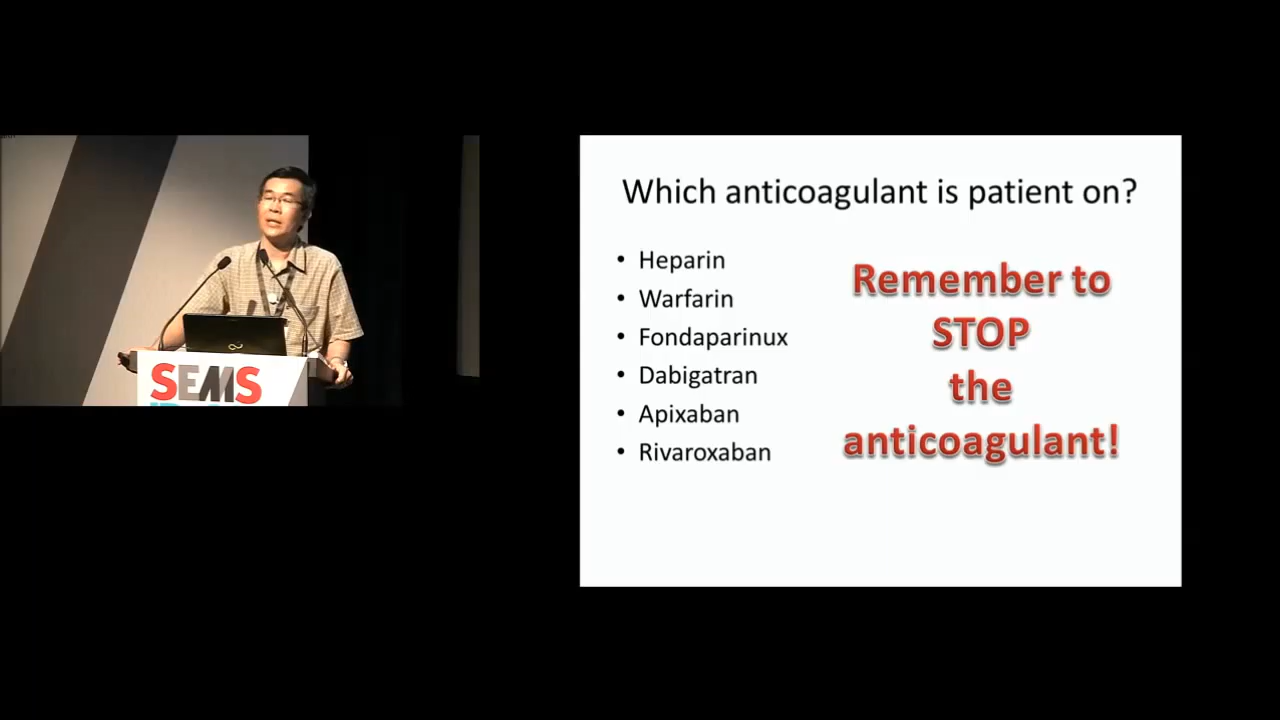 SEMS
Which anticoagulant is patient on?
• Heparin
• Warfarin
• Fondaparinux
• Dabigatran
• Apixaban
• Rivaroxaban
Remember to
STOP
the
anticoagulant!